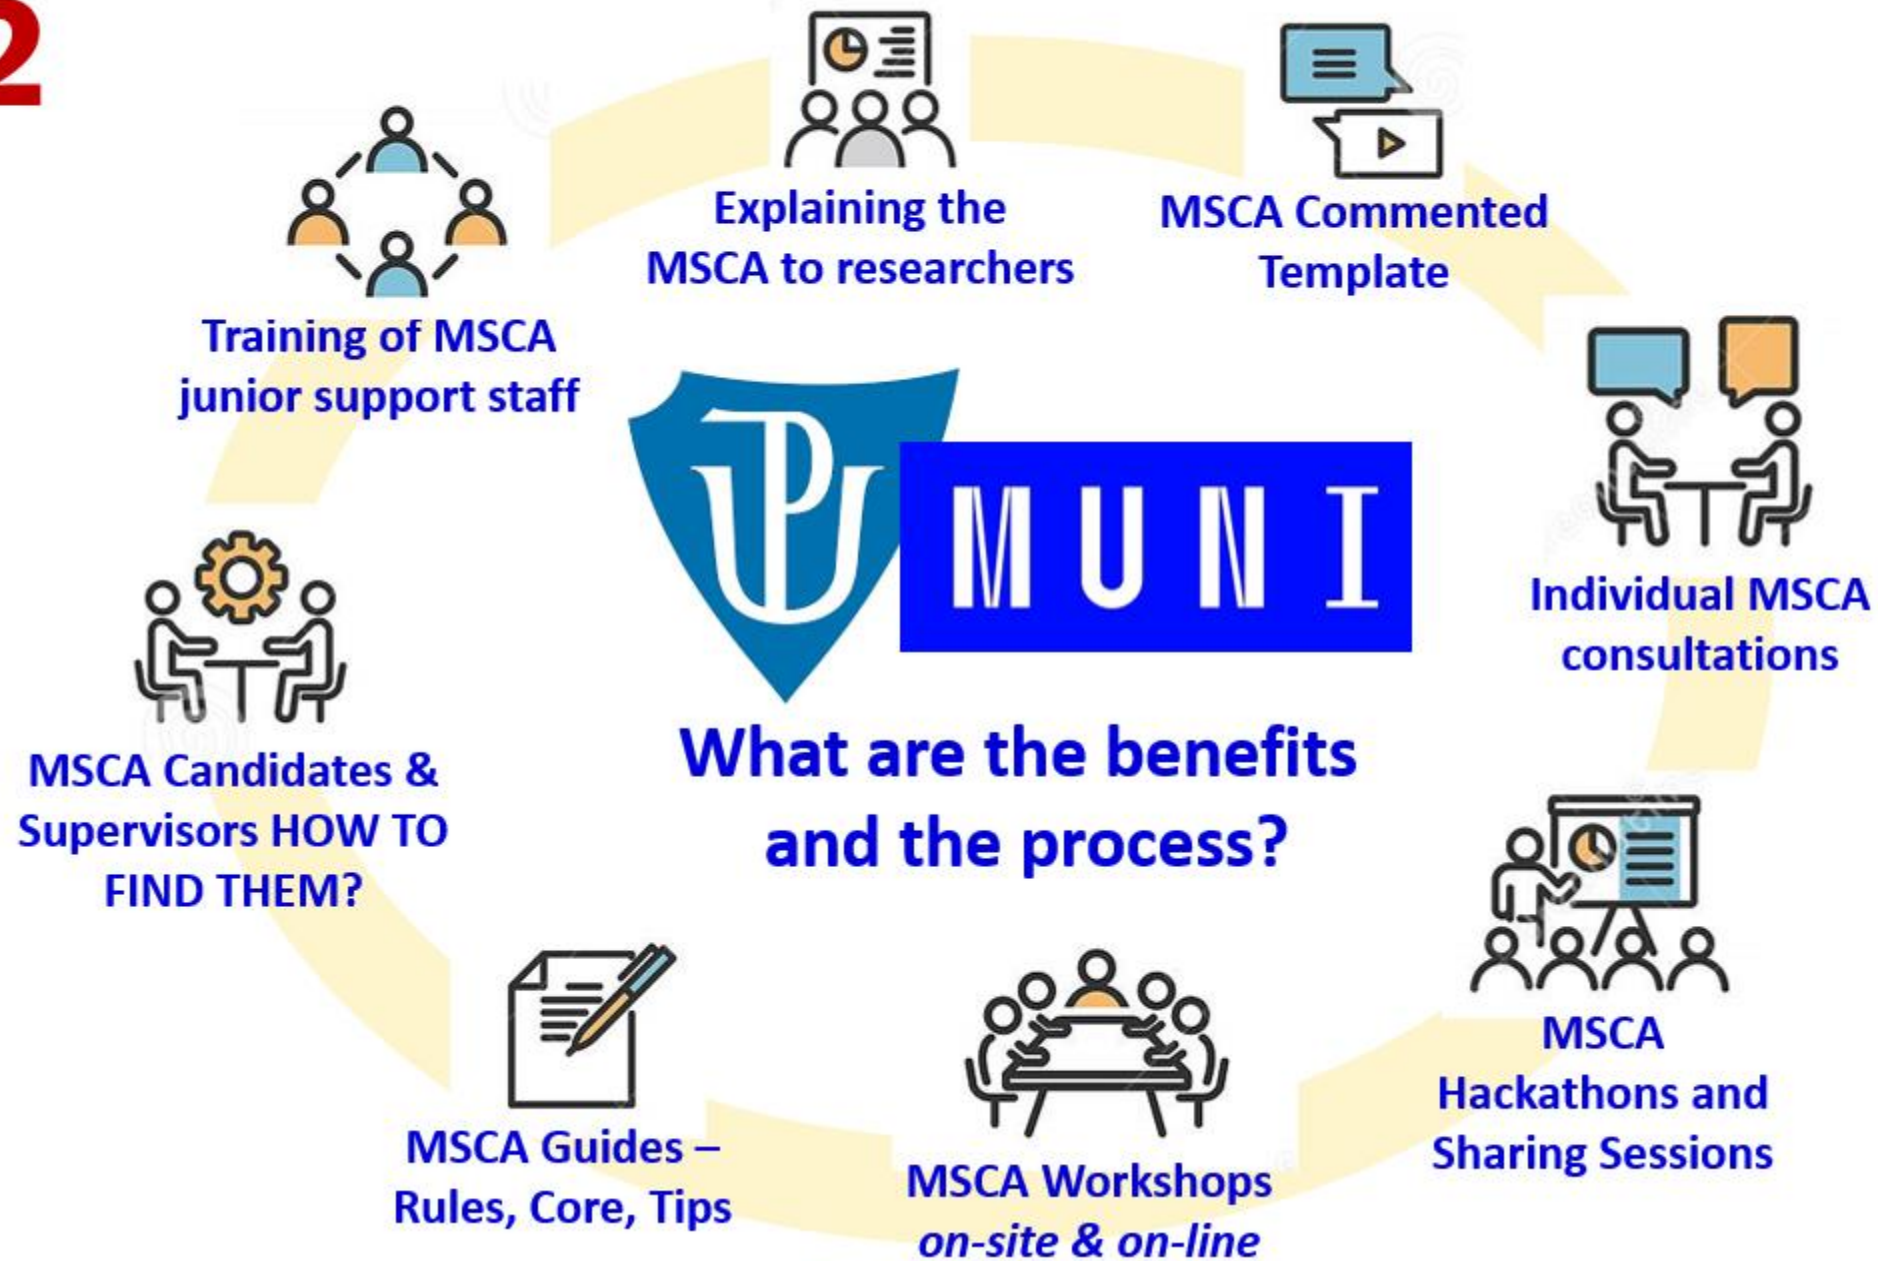 2
Explaining the
MSCA to researchers
MSCA Commented
Template
Training of MSCA
junior support staff
MUNI
Individual MSCA
consultations
What are the benefits
and the process?
MSCA Candidates &
Supervisors HOW TO
FIND THEM?
MSCA
Hackathons and
Sharing Sessions
MSCA Guides –
Rules, Core, Tips
MSCA Workshops
on-site & on-line